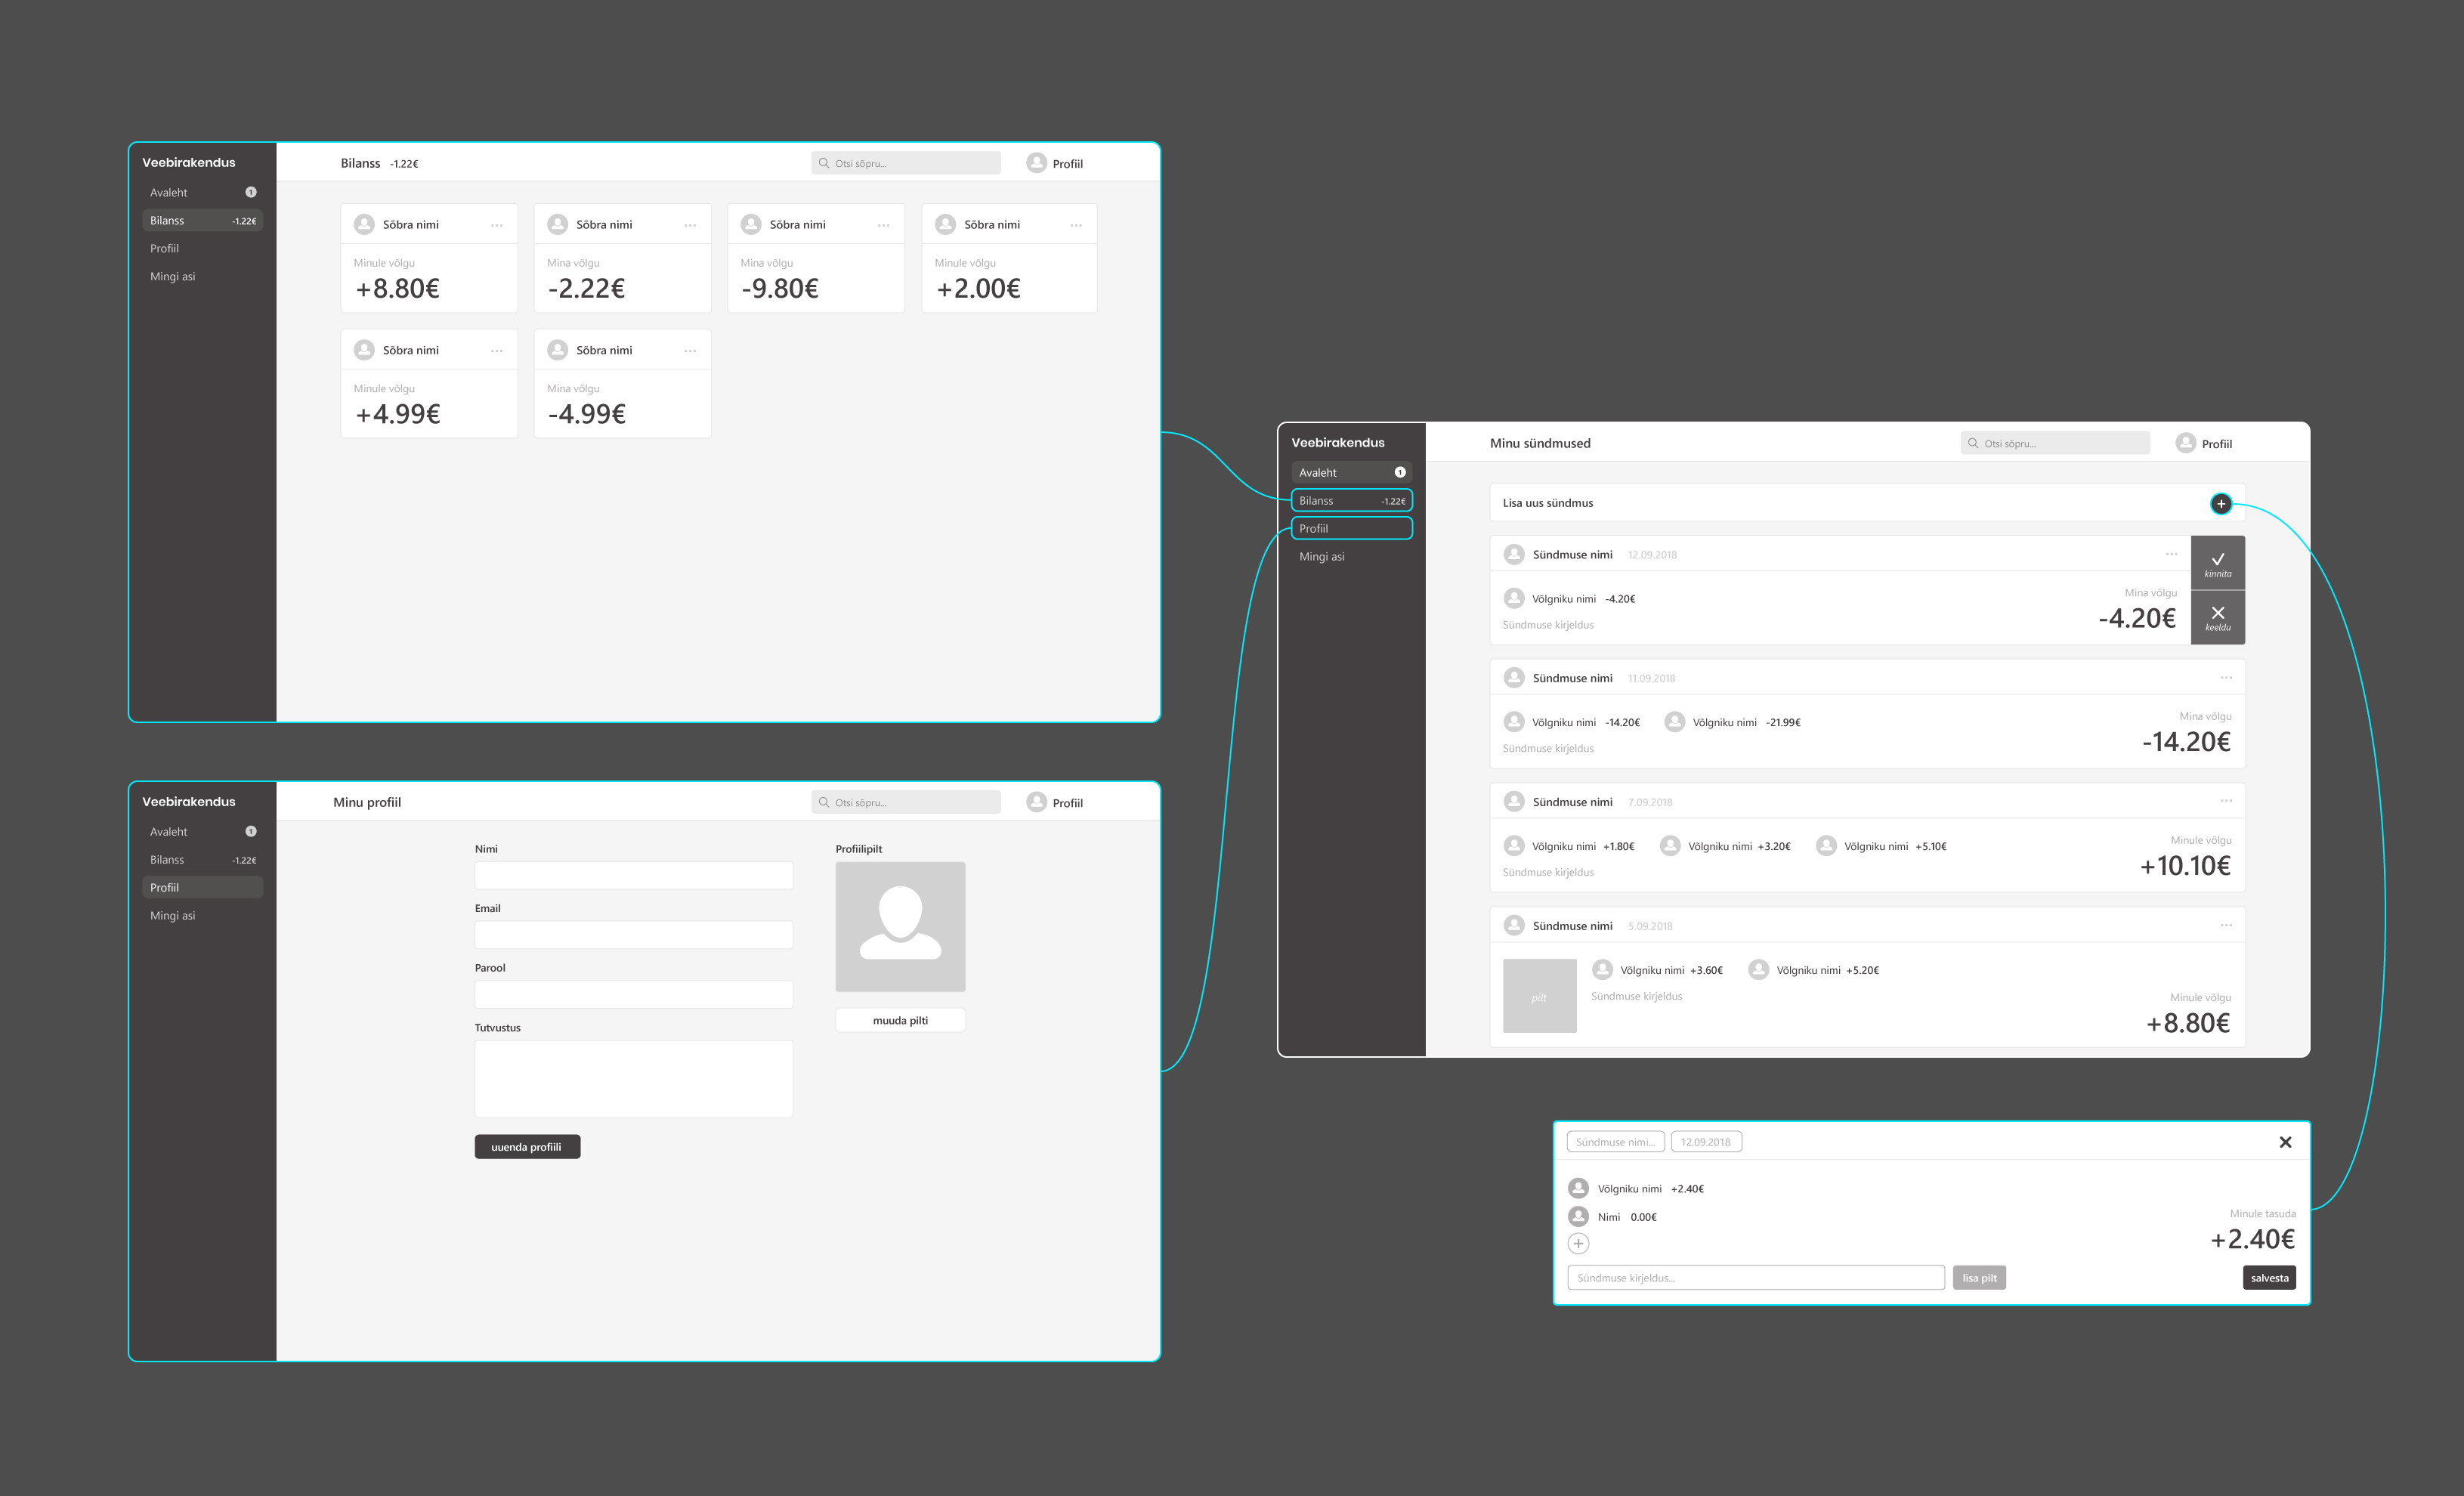 Veebirakendus
Avaleht 1
Bilanss -1.22€
Profiil
Mingi asi
Bilanss -1.22€
Otsi sõpru...
Profiil
Sõbra nimi ...
Minule võlgu
+8.80€
Sõbra nimi ...
Mina võlgu
-2.22€
Sõbra nimi ...
Mina võlgu
-9.80€
Sõbra nimi ...
Minule võlgu
+2.00€
Sõbra nimi ...
Minule võlgu
+4.99€
Sõbra nimi ...
Mina võlgu
-4.99€
Veebirakendus
Avaleht 1
Bilanss -1.22€
Profiil
Mingi asi
Minu profiil
Otsi sõpru...
Profiil
Nimi
Email
Parool
Tutvustus
uuenda profiili
Profiilipilt
muuda pilti
Veebirakendus
Avaleht 1
Bilanss -1.22€
Profiil
Mingi asi
Minu sündmused
Otsi sõpru...
Profiil
Lisa uus sündmus +
Sündmuse nimi 12.09.2018 ...
Võlgniku nimi -4.20€
Sündmuse kirjeldus
Mina võlgu
-4.20€
kinnita
keeldu
Sündmuse nimi 11.09.2018 ...
Võlgniku nimi -14.20€ Võlgniku nimi -21.99€
Sündmuse kirjeldus
Mina võlgu
-14.20€
Sündmuse nimi 7.09.2018 ...
Võlgniku nimi +1.80€ Võlgniku nimi +3.20€ Võlgniku nimi +5.10€
Sündmuse kirjeldus
Minule võlgu
+10.10€
Sündmuse nimi 5.09.2018 ...
pilt
Võlgniku nimi +3.60€ Võlgniku nimi +5.20€
Sündmuse kirjeldus
Minule võlgu
+8.80€
Sündmuse nimi... 12.09.2018
Võlgniku nimi +2.40€
Nimi 0.00€
+
Minule tasuda
+2.40€
Sündmuse kirjeldus... lisa pilt salvesta